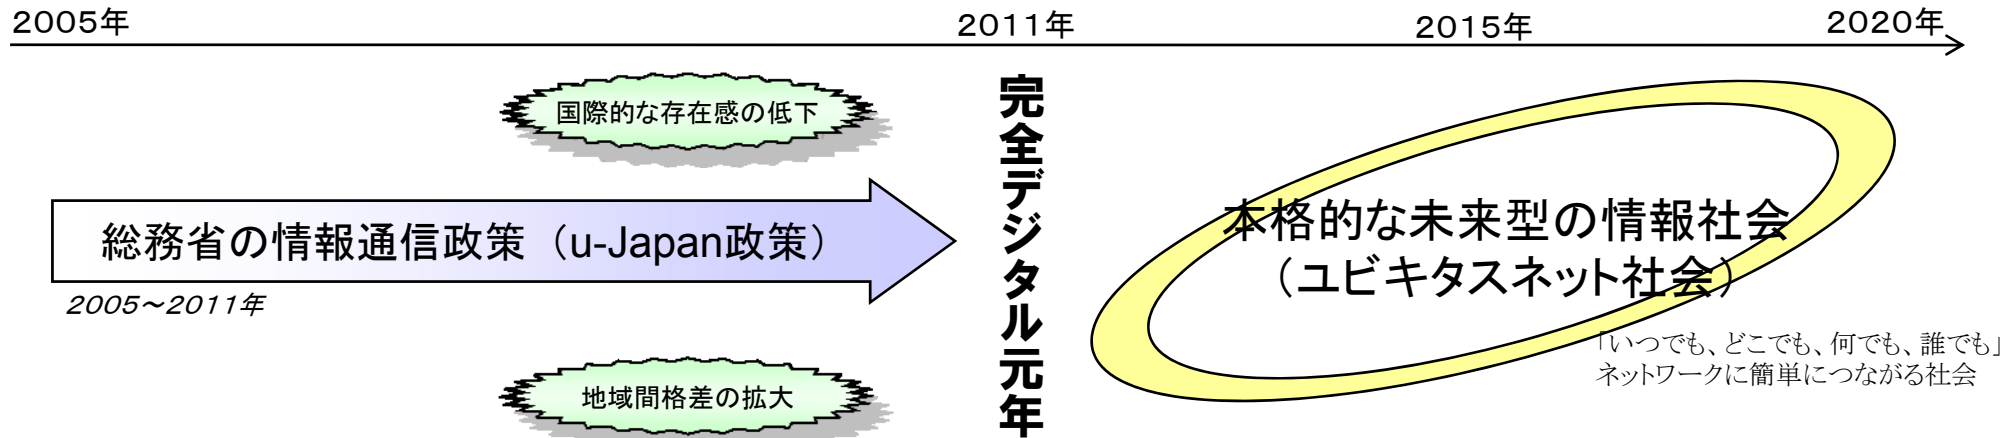 2005年
2011年
2015年
2020年
国際的な存在感の低下
総務省の情報通信政策（u-Japan政策）
2005～2011年
地域間格差の拡大
完全デジタル元年
本格的な未来型の情報社会
（ユビキタスネット社会）
「いつでも、どこでも、何でも、誰でも」
ネットワークに簡単につながる社会